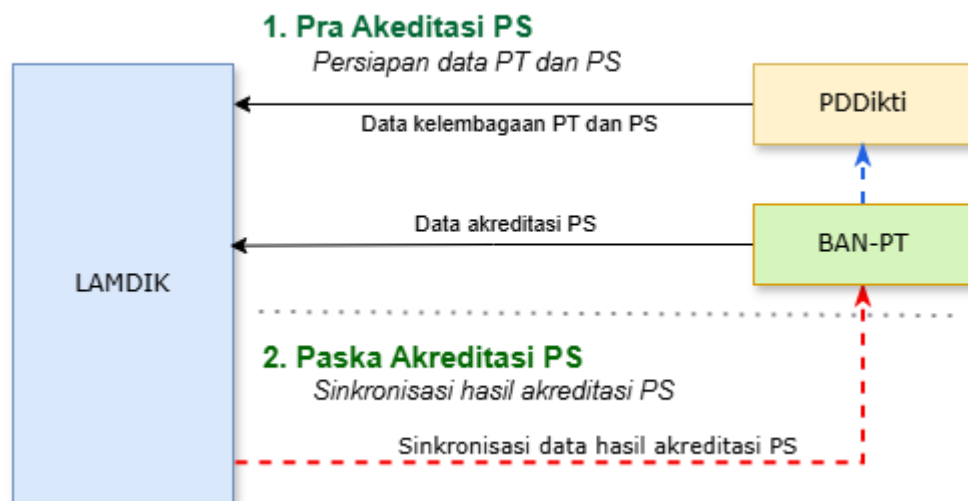 1. Pra Akeditasi PS
Persiapan data PT dan PS
PDDikti
Data kelembagaan PT dan PS
Data akreditasi PS
BAN-PT
LAMDIK
2. Paska Akreditasi PS
Sinkronisasi hasil akreditasi PS
Sinkronisasi data hasil akreditasi PS